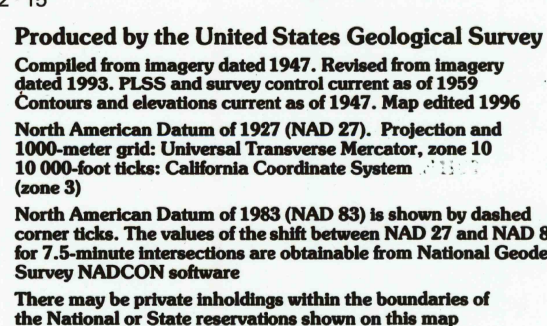 Produced by the United States Geological Survey
Compiled from imagery dated 1947. Revised from imagery
dated 1993. PLSS and survey control current as of 1959
Contours and elevations current as of 1947. Map edited 1996
North American Datum of 1927 (NAD 27). Projection and
1000-meter grid: Universal Transverse Mercator, zone 10
10 000-foot ticks: California Coordinate System
(zone 3)
North American Datum of 1983 (NAD 83) is shown by dashed
corner ticks. The values of the shift between NAD 27 and NAD 8
for 7.5-minute intersections are obtainable from National Geode
Survey NADCON software
There may be private inholdings within the boundaries of
the National or State reservations shown on this map